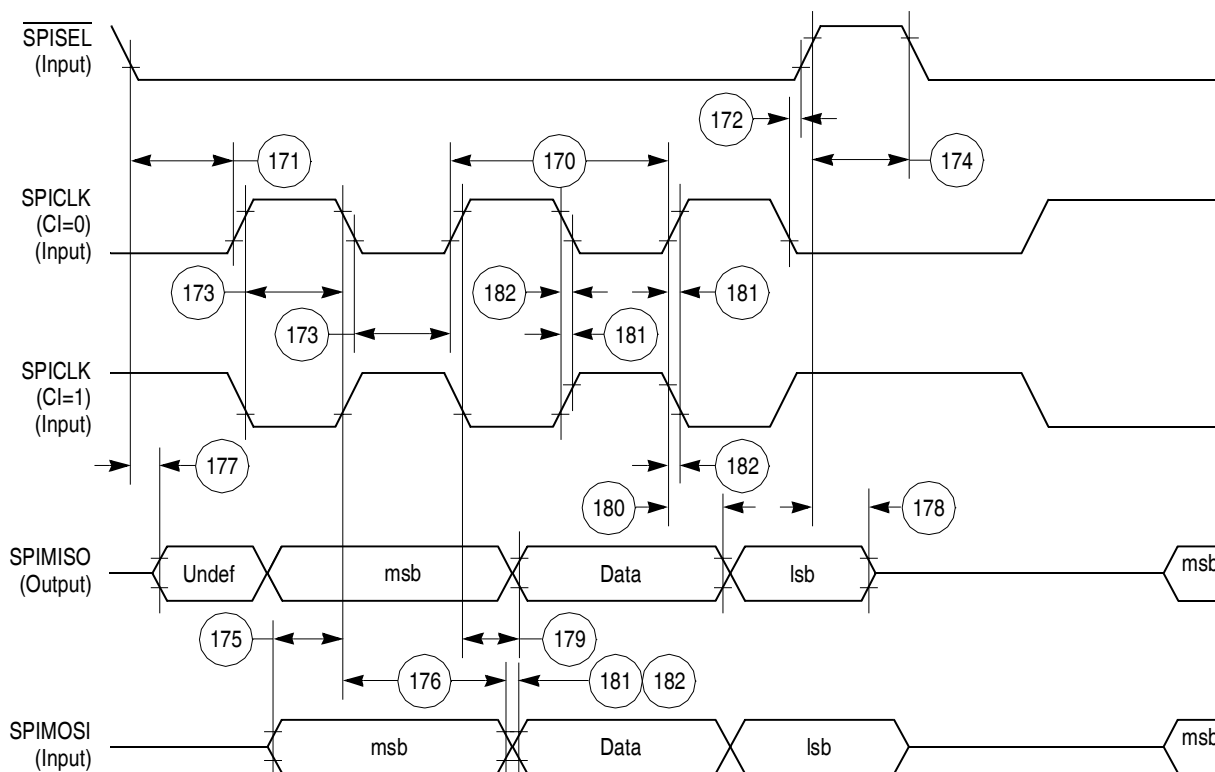 SPISEL
(Input)
172
171
170
174
SPICLK
(CI=0)
(Input)
173
182
181
173
181
SPICLK
(CI=1)
(Input)
177
182
180
178
SPIMISO
(Output)
Undef
msb
Data
lsb
msb
175
179
176
181
182
SPIMOSI
(Input)
msb
Data
lsb
msb